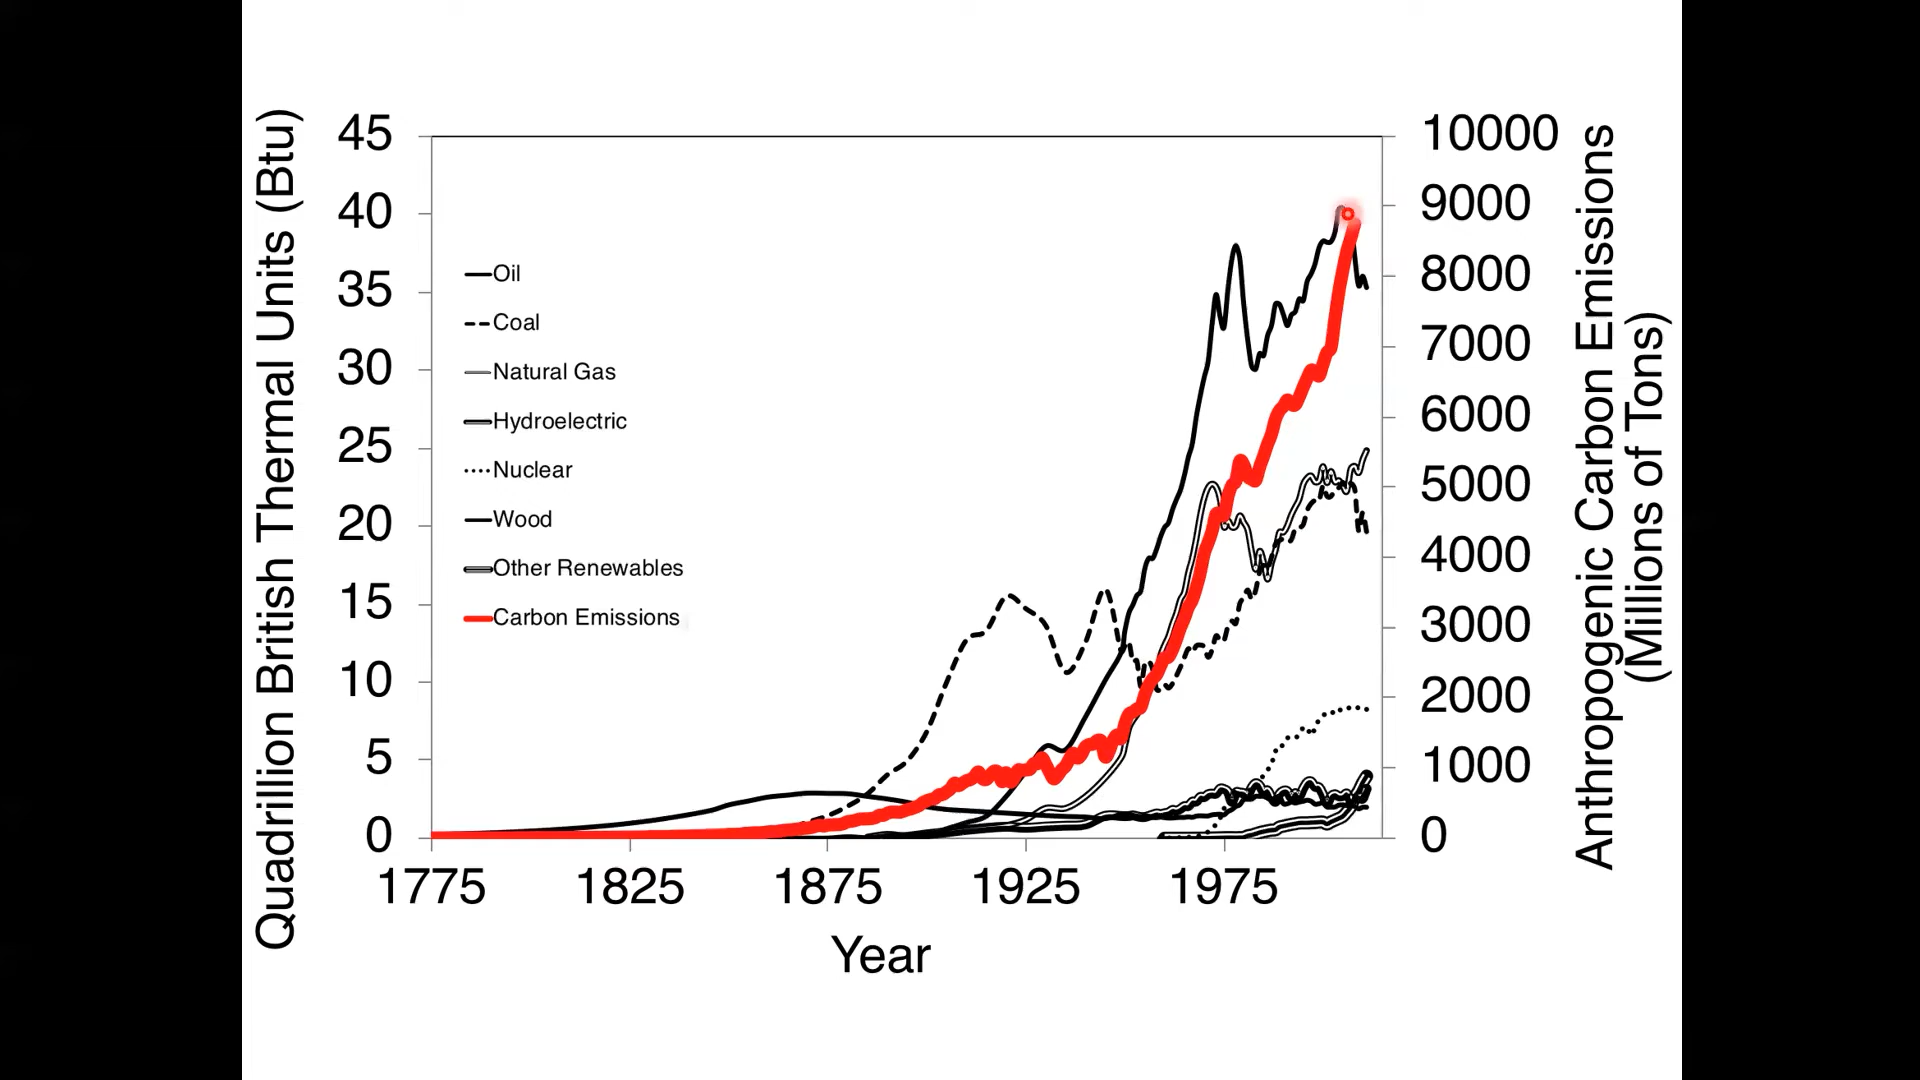 Quadrillion British Thermal Units (Btu)
45
40
35
30
25
20
15
10
5
0
Oil
Coal
Natural Gas
Hydroelectric
Nuclear
Wood
Other Renewables
Carbon Emissions
10000
9000
8000
7000
6000
5000
4000
3000
2000
1000
0
Anthropogenic Carbon Emissions
(Millions of Tons)
1775 1825 1875 1925 1975
Year